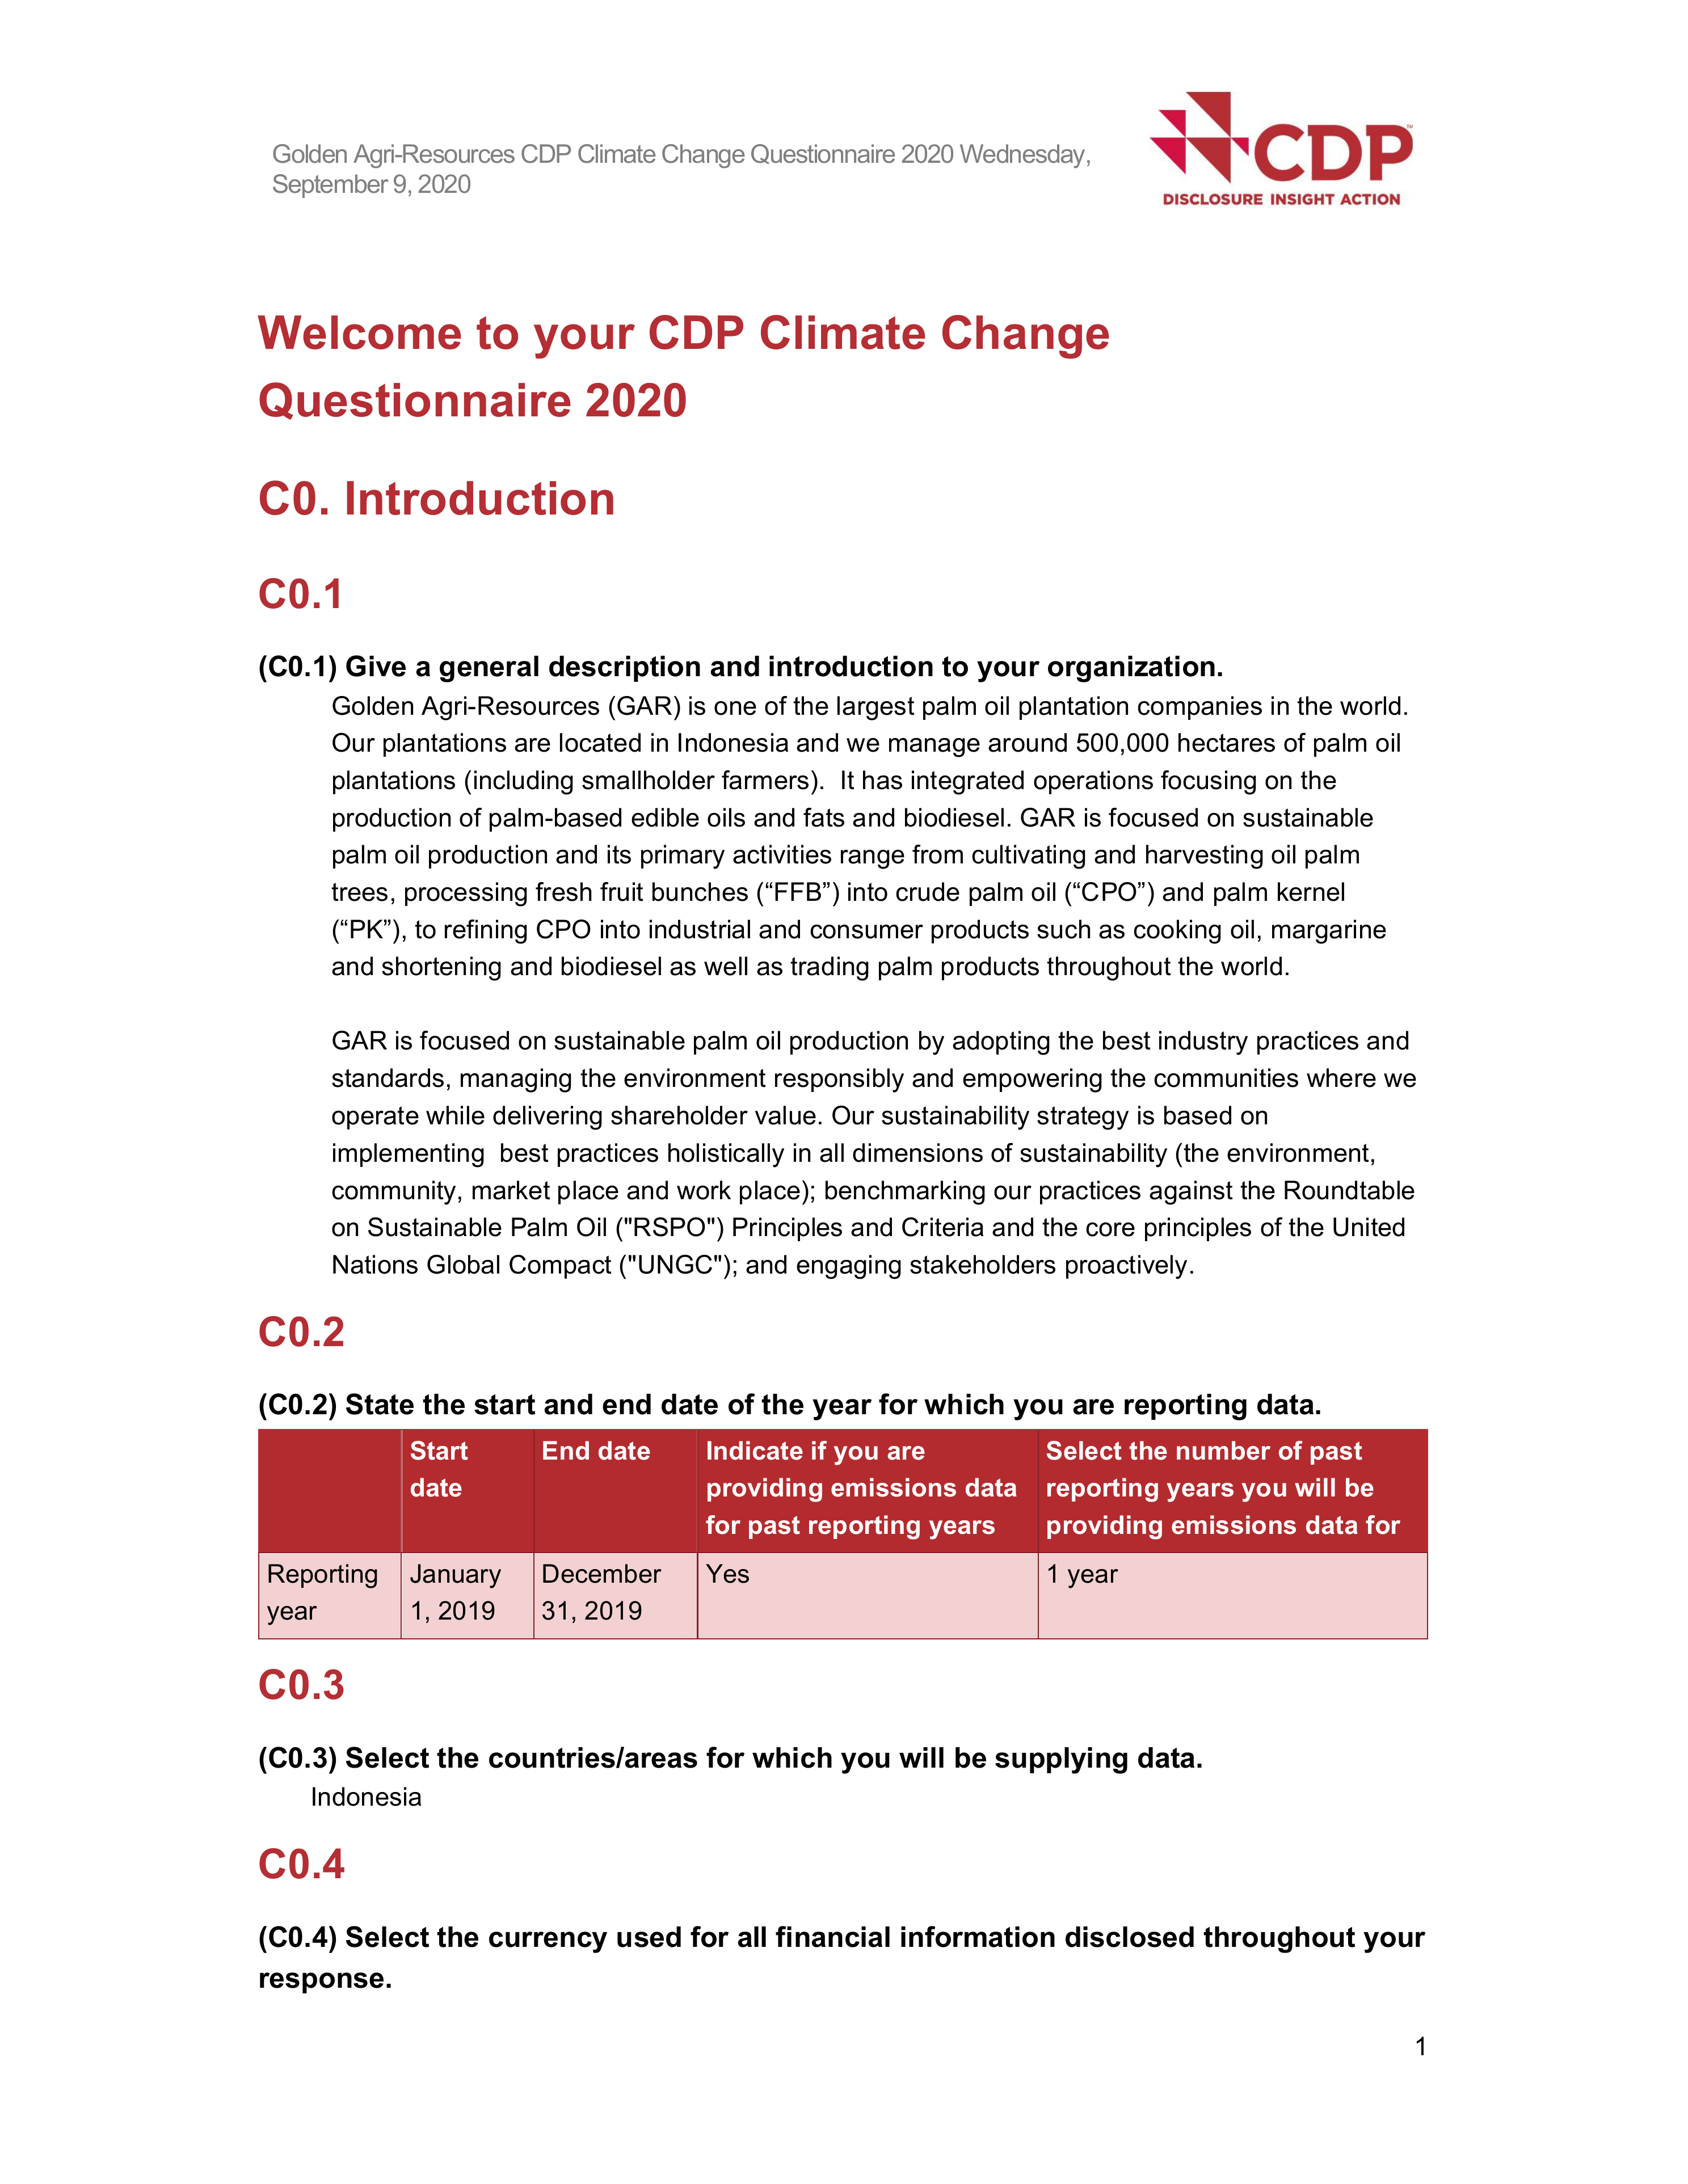 Golden Agri-Resources CDP Climate Change Questionnaire 2020 Wednesday,
September 9, 2020
CDP™
DISCLOSURE INSIGHT ACTION
Welcome to your CDP Climate Change
Questionnaire 2020
C0. Introduction
C0.1
(C0.1) Give a general description and introduction to your organization.
Golden Agri-Resources (GAR) is one of the largest palm oil plantation companies in the world.
Our plantations are located in Indonesia and we manage around 500,000 hectares of palm oil
plantations (including smallholder farmers).  It has integrated operations focusing on the
production of palm-based edible oils and fats and biodiesel. GAR is focused on sustainable
palm oil production and its primary activities range from cultivating and harvesting oil palm
trees, processing fresh fruit bunches (“FFB”) into crude palm oil (“CPO”) and palm kernel
(“PK”), to refining CPO into industrial and consumer products such as cooking oil, margarine
and shortening and biodiesel as well as trading palm products throughout the world.
GAR is focused on sustainable palm oil production by adopting the best industry practices and
standards, managing the environment responsibly and empowering the communities where we
operate while delivering shareholder value. Our sustainability strategy is based on
implementing  best practices holistically in all dimensions of sustainability (the environment,
community, market place and work place); benchmarking our practices against the Roundtable
on Sustainable Palm Oil ("RSPO") Principles and Criteria and the core principles of the United
Nations Global Compact ("UNGC"); and engaging stakeholders proactively.
C0.2
(C0.2) State the start and end date of the year for which you are reporting data.
Start
date
End date
Indicate if you are
providing emissions data
for past reporting years
Select the number of past
reporting years you will be
providing emissions data for
Reporting
year
January
1, 2019
December
31, 2019
Yes
1 year
C0.3
(C0.3) Select the countries/areas for which you will be supplying data.
Indonesia
C0.4
(C0.4) Select the currency used for all financial information disclosed throughout your
response.
1